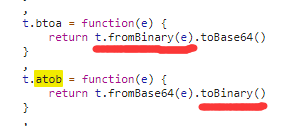 ,
t.btoa = function(e) {
return t.fromBinary(e).toBase64()
}
,
t.atob = function(e) {
return t.fromBase64(e).toBinary()
}
,